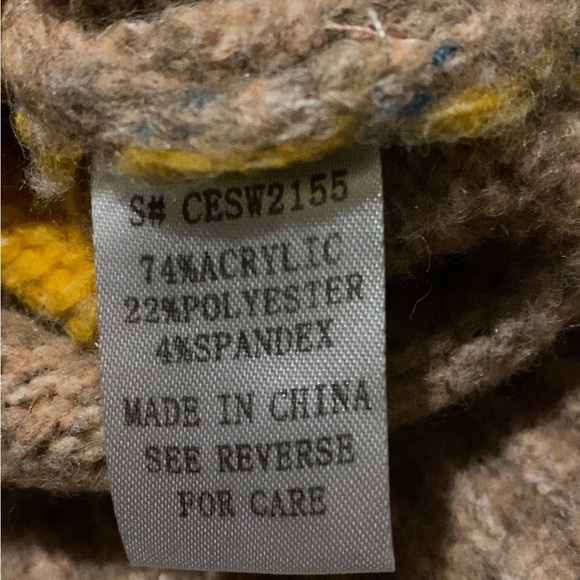 S# CESW2155
74%ACRYLIC
22%POLYESTER
4%SPANDEX
MADE IN CHINA
SEE REVERSE
FOR CARE